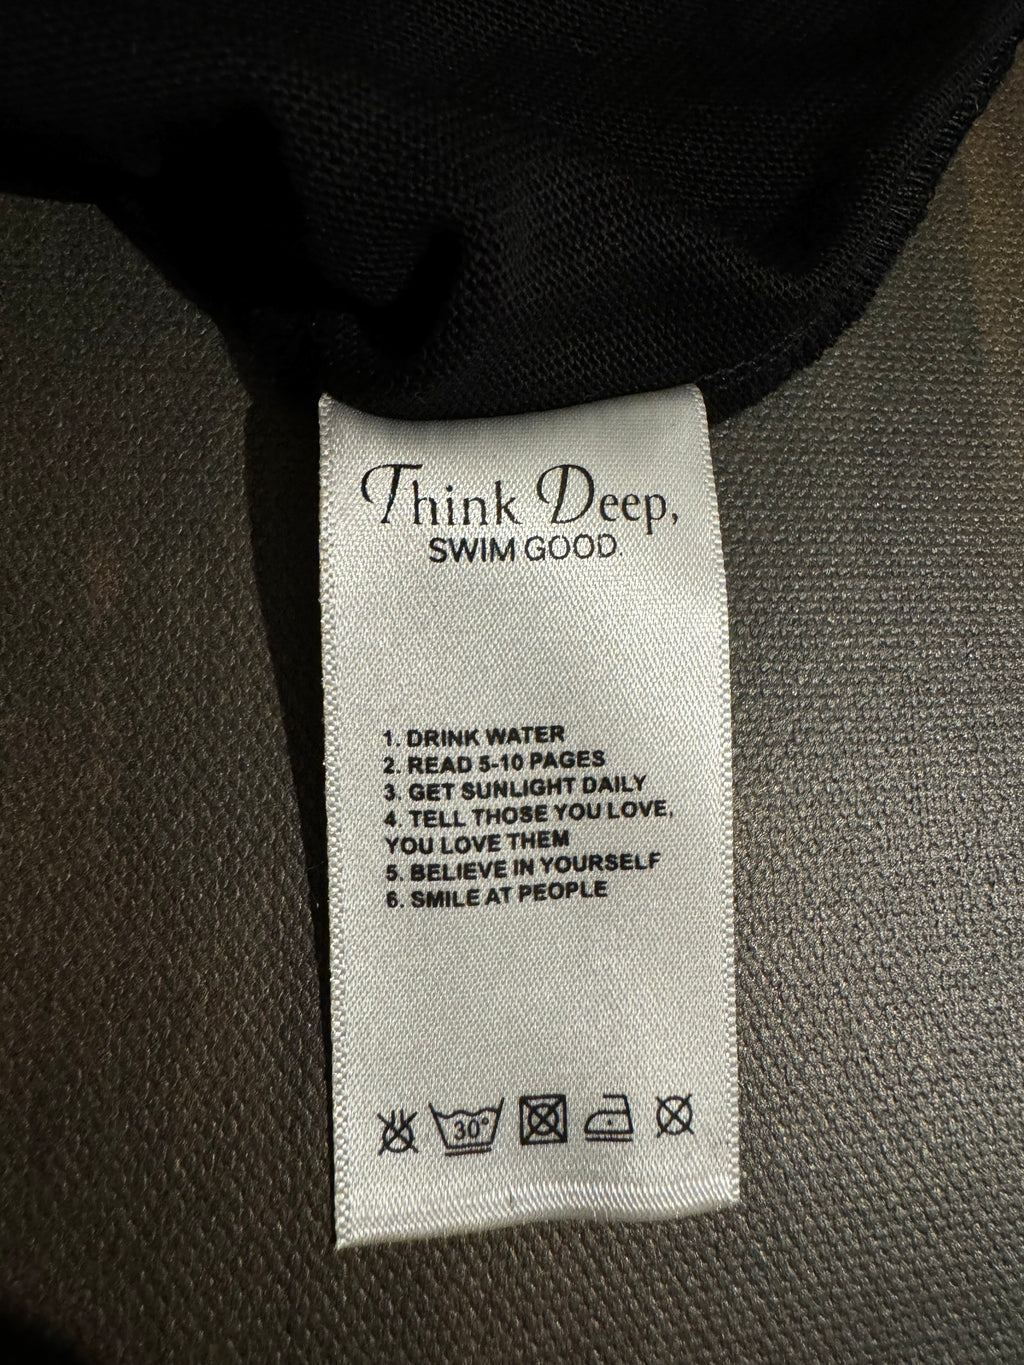 Think Deep,
SWIM GOOD.
1. DRINK WATER
2. READ 5-10 PAGES
3. GET SUNLIGHT DAILY
4. TELL THOSE YOU LOVE,
YOU LOVE THEM
5. BELIEVE IN YOURSELF
6. SMILE AT PEOPLE
30°